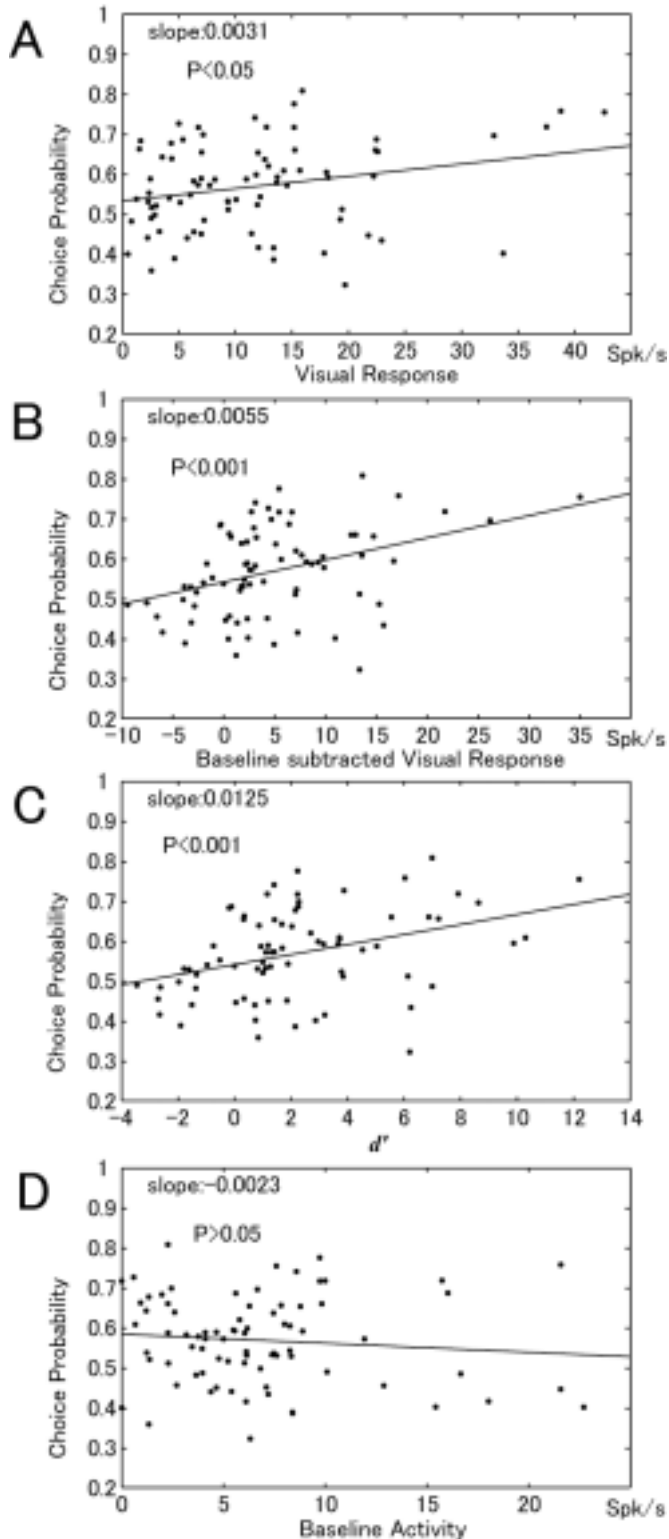 A
slope:0.0031
P<0.05
1
0.9
0.8
0.7
0.6
0.5
0.4
0.3
0.2
Choice Probability
0 5 10 15 20 25 30 35 40 Spk/s
Visual Response
B
slope:0.0055
P<0.001
1
0.9
0.8
0.7
0.6
0.5
0.4
0.3
0.2
Choice Probability
-10 -5 0 5 10 15 20 25 30 35 Spk/s
Baseline subtracted Visual Response
C
slope:0.0125
P<0.001
1
0.9
0.8
0.7
0.6
0.5
0.4
0.3
0.2
Choice Probability
-4 -2 0 2 4 6 8 10 12 14
d'
D
slope:-0.0023
P>0.05
1
0.9
0.8
0.7
0.6
0.5
0.4
0.3
0.2
Choice Probability
0 5 10 15 20 Spk/s
Baseline Activity